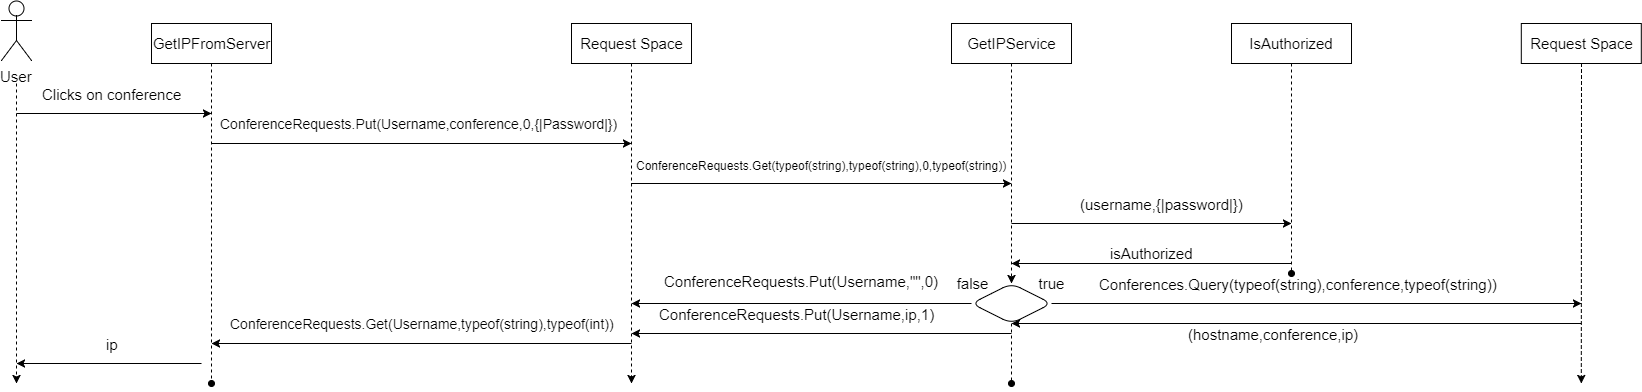 User
GetIPFromServer
Request Space
GetIPService
IsAuthorized
Request Space
Clicks on conference
ConferenceRequests.Put(Username,conference,0,{|Password|})
ConferenceRequests.Get(typeof(string),typeof(string),0,typeof(string))
(username,{|password|})
isAuthorized
ConferenceRequests.Put(Username,"",0)
false
true
Conferences.Query(typeof(string),conference,typeof(string))
ConferenceRequests.Put(Username,ip,1)
ConferenceRequests.Get(Username,typeof(string),typeof(int))
(hostname,conference,ip)
ip